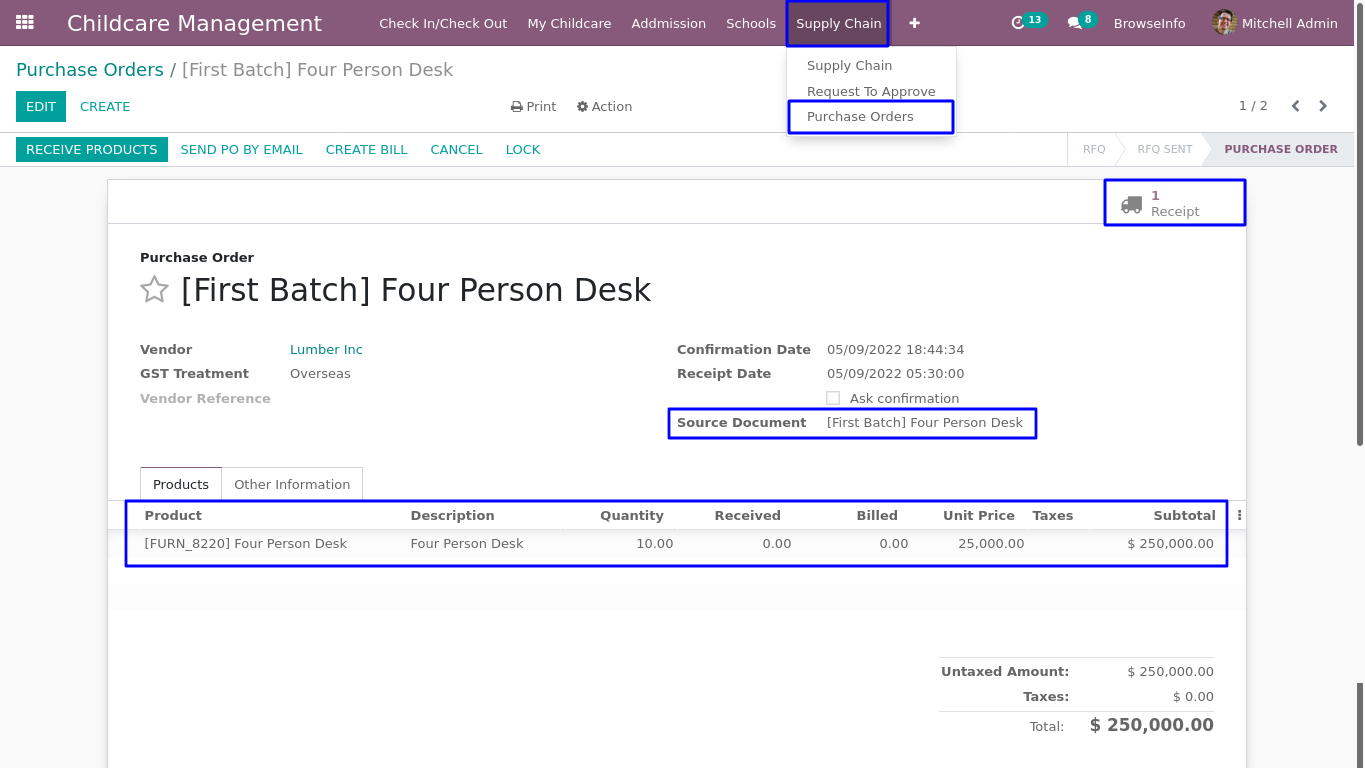 Childcare Management Check In/Check Out My Childcare Admission Schools Supply Chain + 13 8 BrowseInfo Mitchell Admin
Supply Chain
Request To Approve
Purchase Orders
Purchase Orders / [First Batch] Four Person Desk
EDIT CREATE Print Action 1 / 2
RECEIVE PRODUCTS SEND PO BY EMAIL CREATE BILL CANCEL LOCK RFQ RFQ SENT PURCHASE ORDER
1
Receipt
Purchase Order
[First Batch] Four Person Desk
Vendor Lumber Inc Confirmation Date 05/09/2022 18:44:34
GST Treatment Overseas Receipt Date 05/09/2022 05:30:00
Vendor Reference Ask confirmation
Source Document [First Batch] Four Person Desk
Products Other Information
Product Description Quantity Received Billed Unit Price Taxes Subtotal
[FURN_8220] Four Person Desk Four Person Desk 10.00 0.00 0.00 25,000.00 $ 250,000.00
Untaxed Amount: $ 250,000.00
Taxes: $ 0.00
Total: $ 250,000.00